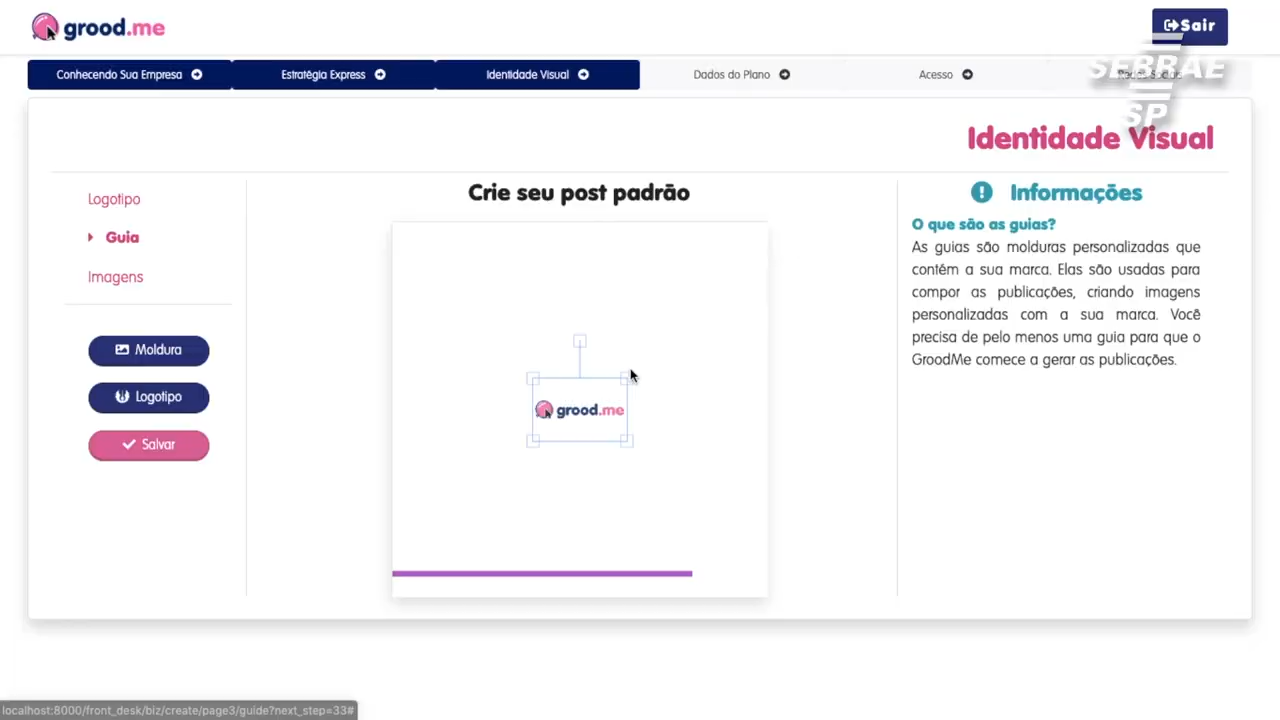 grood.me
Sair
SEBRAE
SP
Conhecendo Sua Empresa
Estratégia Express
Identidade Visual
Dados do Plano
Acesso
Redes Sociais
Identidade Visual
Logotipo
Guia
Imagens
Moldura
Logotipo
Salvar
Crie seu post padrão
grood.me
Informações
O que são as guias?
As guias são molduras personalizadas que
contém a sua marca. Elas são usadas para
compor as publicações, criando imagens
personalizadas com a sua marca. Você
precisa de pelo menos uma guia para que o
GroodMe comece a gerar as publicações.
localhost:8000/front_desk/biz/create/page3/guide?next_step=33#